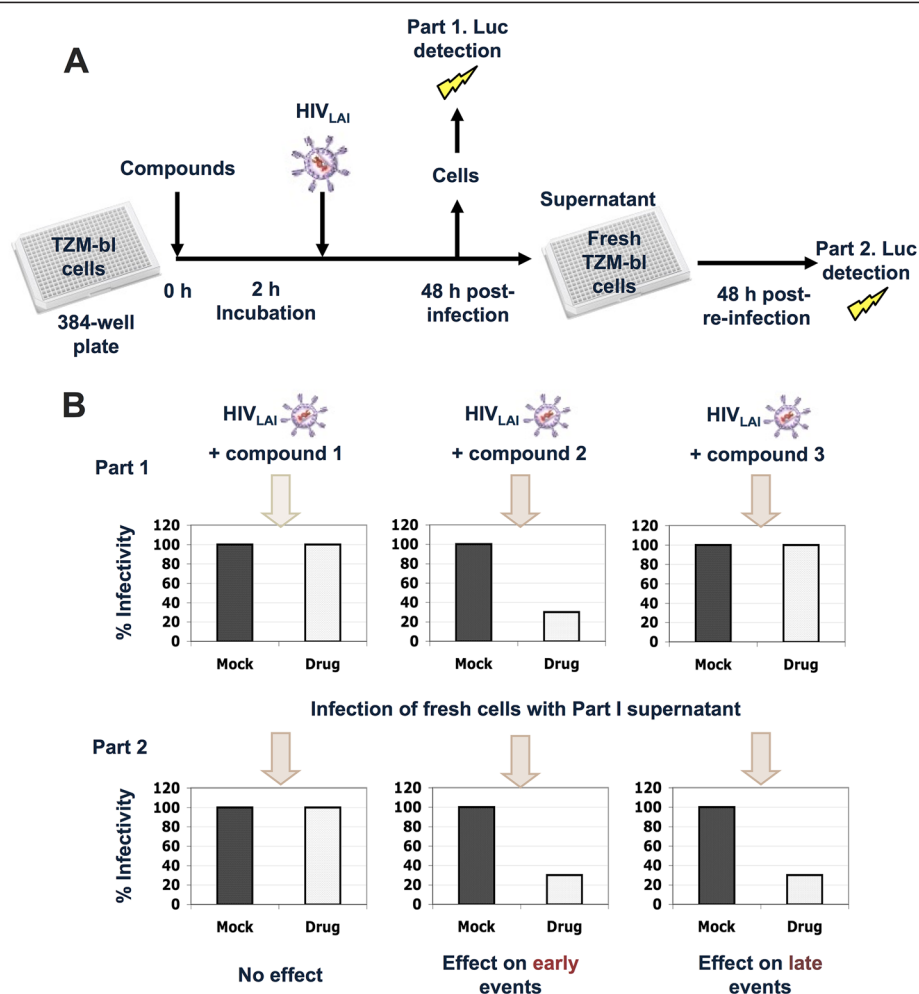 A
Part 1. Luc
detection
HIVLAI
Compounds
Cells
Supernatant
TZM-bl
cells
Fresh
TZM-bl
cells
Part 2. Luc
detection
0 h
2 h
Incubation
48 h post-
infection
48 h post-
re-infection
384-well
plate
B
HIVLAI
+ compound 1
HIVLAI
+ compound 2
HIVLAI
+ compound 3
Part 1
% Infectivity
120
100
80
60
40
20
0
Mock Drug
120
100
80
60
40
20
0
Mock Drug
120
100
80
60
40
20
0
Mock Drug
Infection of fresh cells with Part I supernatant
Part 2
% Infectivity
120
100
80
60
40
20
0
Mock Drug
120
100
80
60
40
20
0
Mock Drug
120
100
80
60
40
20
0
Mock Drug
No effect
Effect on early
events
Effect on late
events